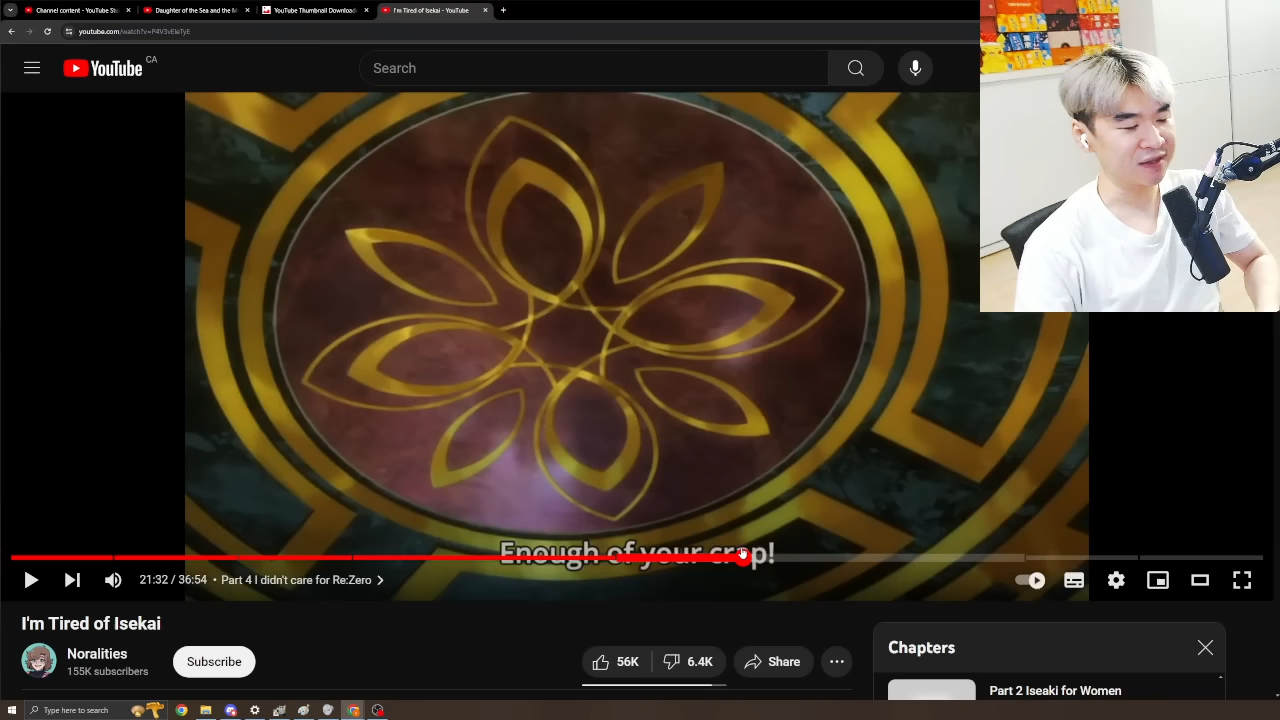 Channel content - YouTube Stu
Daughter of the Sea and the M
YouTube Thumbnail Download
I'm Tired of Isekai - YouTube
youtube.com/watch?v=P4V3vEleTyE
YouTube CA
Search
Enough of your crap!
21:32 / 36:54 • Part 4 I didn't care for Re:Zero
I'm Tired of Isekai
Noralities
155K subscribers
Subscribe
56K
6.4K
Share
Chapters
Part 2 Iseaki for Women
Type here to search